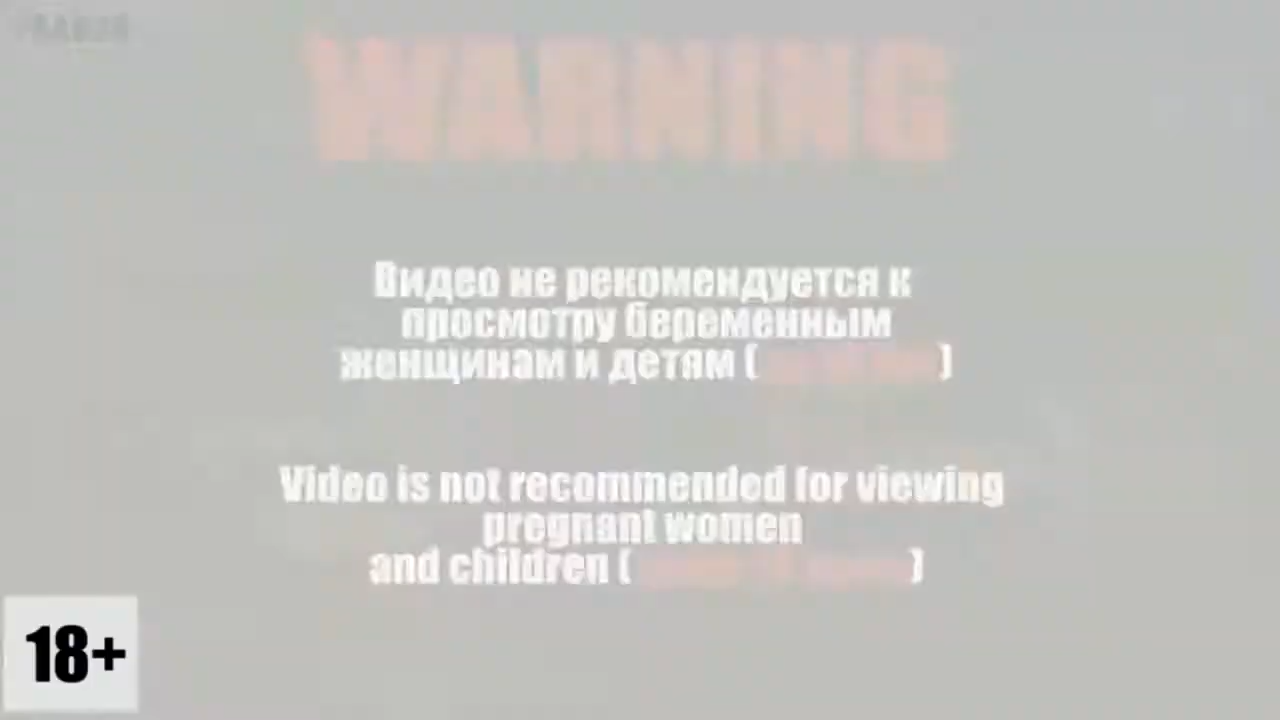 WARNING
Видео не рекомендуется к
просмотру беременным
женщинам и детям ( )
Video is not recommended for viewing
pregnant women
and children ( )
18+